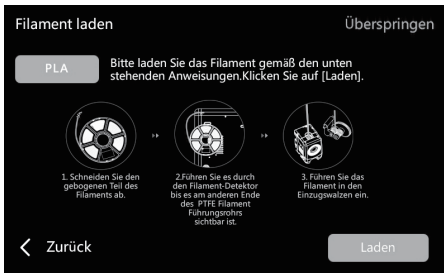 Filament laden
Überspringen
PLA
Bitte laden Sie das Filament gemäß den unten
stehenden Anweisungen.Klicken Sie auf [Laden].
1. Schneiden Sie den
gebogenen Teil des
Filaments ab.
2.Führen Sie es durch
den Filament-Detektor
bis es am anderen Ende
des PTFE Filament
Führungsrohrs
sichtbar ist.
3. Führen Sie das
Filament in den
Einzugswalzen ein.
Zurück
Laden